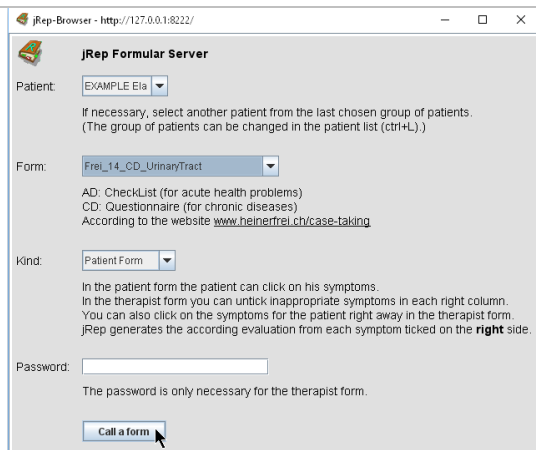 jRep-Browser - http://127.0.0.1:8222/
jRep Formular Server
Patient: EXAMPLE Ela
If necessary, select another patient from the last chosen group of patients.
(The group of patients can be changed in the patient list (ctrl+L).)
Form: Frei_14_CD_UrinaryTract
AD: CheckList (for acute health problems)
CD: Questionnaire (for chronic diseases)
According to the website www.heinerfrei.ch/case-taking
Kind: Patient Form
In the patient form the patient can click on his symptoms.
In the therapist form you can untick inappropriate symptoms in each right column.
You can also click on the symptoms for the patient right away in the therapist form.
jRep generates the according evaluation from each symptom ticked on the right side.
Password:
The password is only necessary for the therapist form.
Call a form